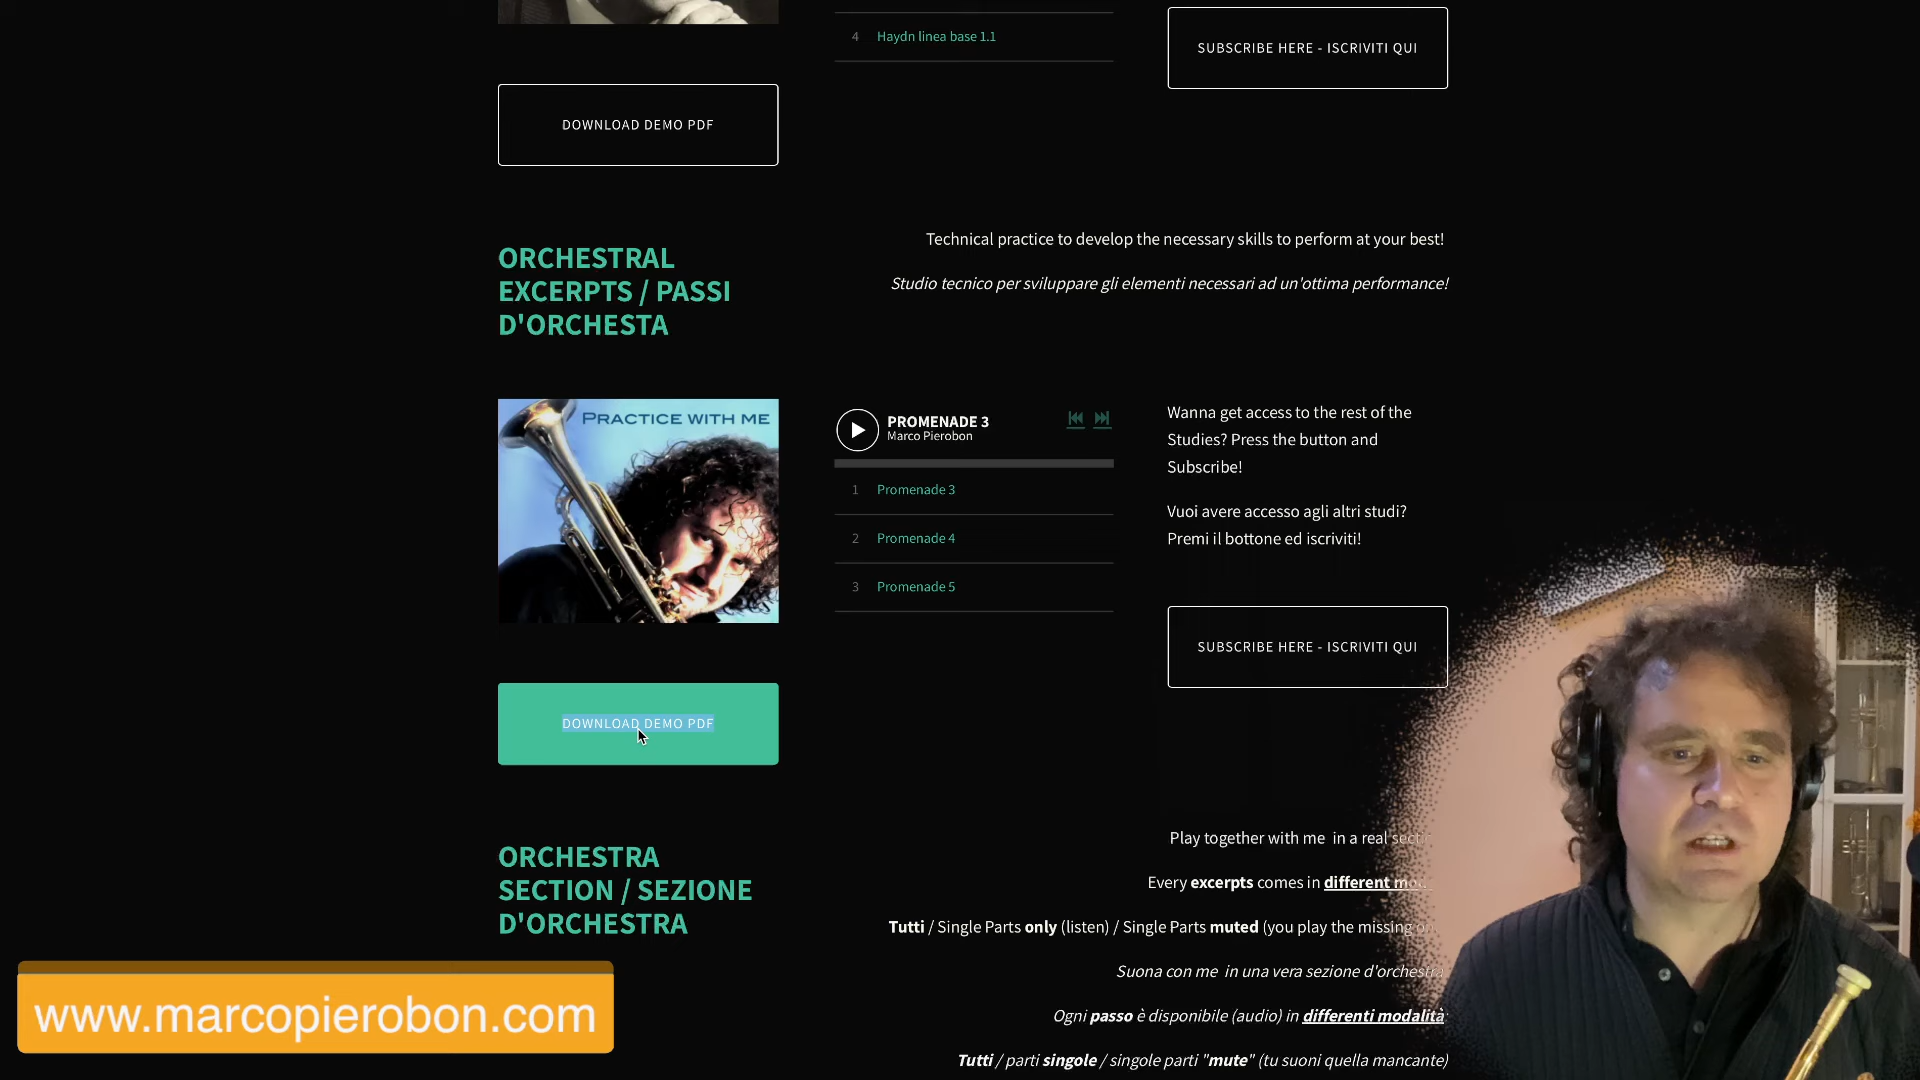 4 Haydn linea base 1.1
SUBSCRIBE HERE - ISCRIVITI QUI
DOWNLOAD DEMO PDF
ORCHESTRAL
EXCERPTS / PASSI
D'ORCHESTA
Technical practice to develop the necessary skills to perform at your best!
Studio tecnico per sviluppare gli elementi necessari ad un'ottima performance!
PRACTICE WITH ME
PROMENADE 3
Marco Pierobon
1 Promenade 3
2 Promenade 4
3 Promenade 5
Wanna get access to the rest of the
Studies? Press the button and
Subscribe!
Vuoi avere accesso agli altri studi?
Premi il bottone ed iscriviti!
SUBSCRIBE HERE - ISCRIVITI QUI
DOWNLOAD DEMO PDF
ORCHESTRA
SECTION / SEZIONE
D'ORCHESTRA
Play together with me in a real
Every excerpts comes in different
Tutti / Single Parts only (listen) / Single Parts muted (you play the missing
Suona con me in una vera sezione d'orchestra
Ogni passo è disponibile (audio) in differenti modalità
Tutti / parti singole / singole parti "mute" (tu suoni quella mancante)
www.marcopierobon.com